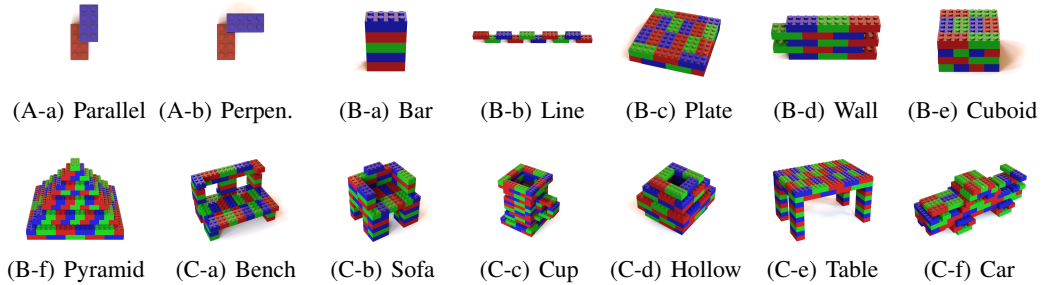 (A-a) Parallel (A-b) Perpen. (B-a) Bar (B-b) Line (B-c) Plate (B-d) Wall (B-e) Cuboid
(B-f) Pyramid (C-a) Bench (C-b) Sofa (C-c) Cup (C-d) Hollow (C-e) Table (C-f) Car